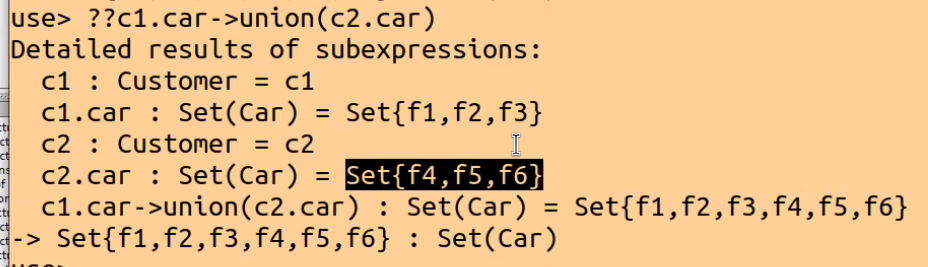 use> ??c1.car->union(c2.car)
Detailed results of subexpressions:
c1 : Customer = c1
c1.car : Set(Car) = Set{f1,f2,f3}
c2 : Customer = c2
c2.car : Set(Car) = Set{f4,f5,f6}
c1.car->union(c2.car) : Set(Car) = Set{f1,f2,f3,f4,f5,f6}
-> Set{f1,f2,f3,f4,f5,f6} : Set(Car)
use>